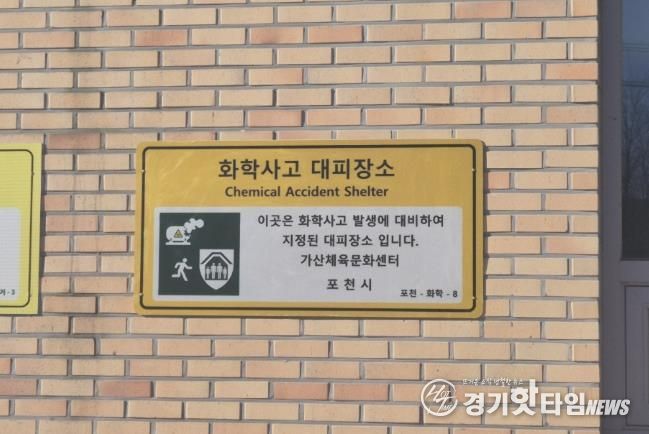 화학사고 대피장소
Chemical Accident Shelter
이곳은 화학사고 발생에 대비하여
지정된 대피장소 입니다.
가산체육문화센터
포천시
포천 - 화학 - 8
거 - 3
경기핫타임NEWS